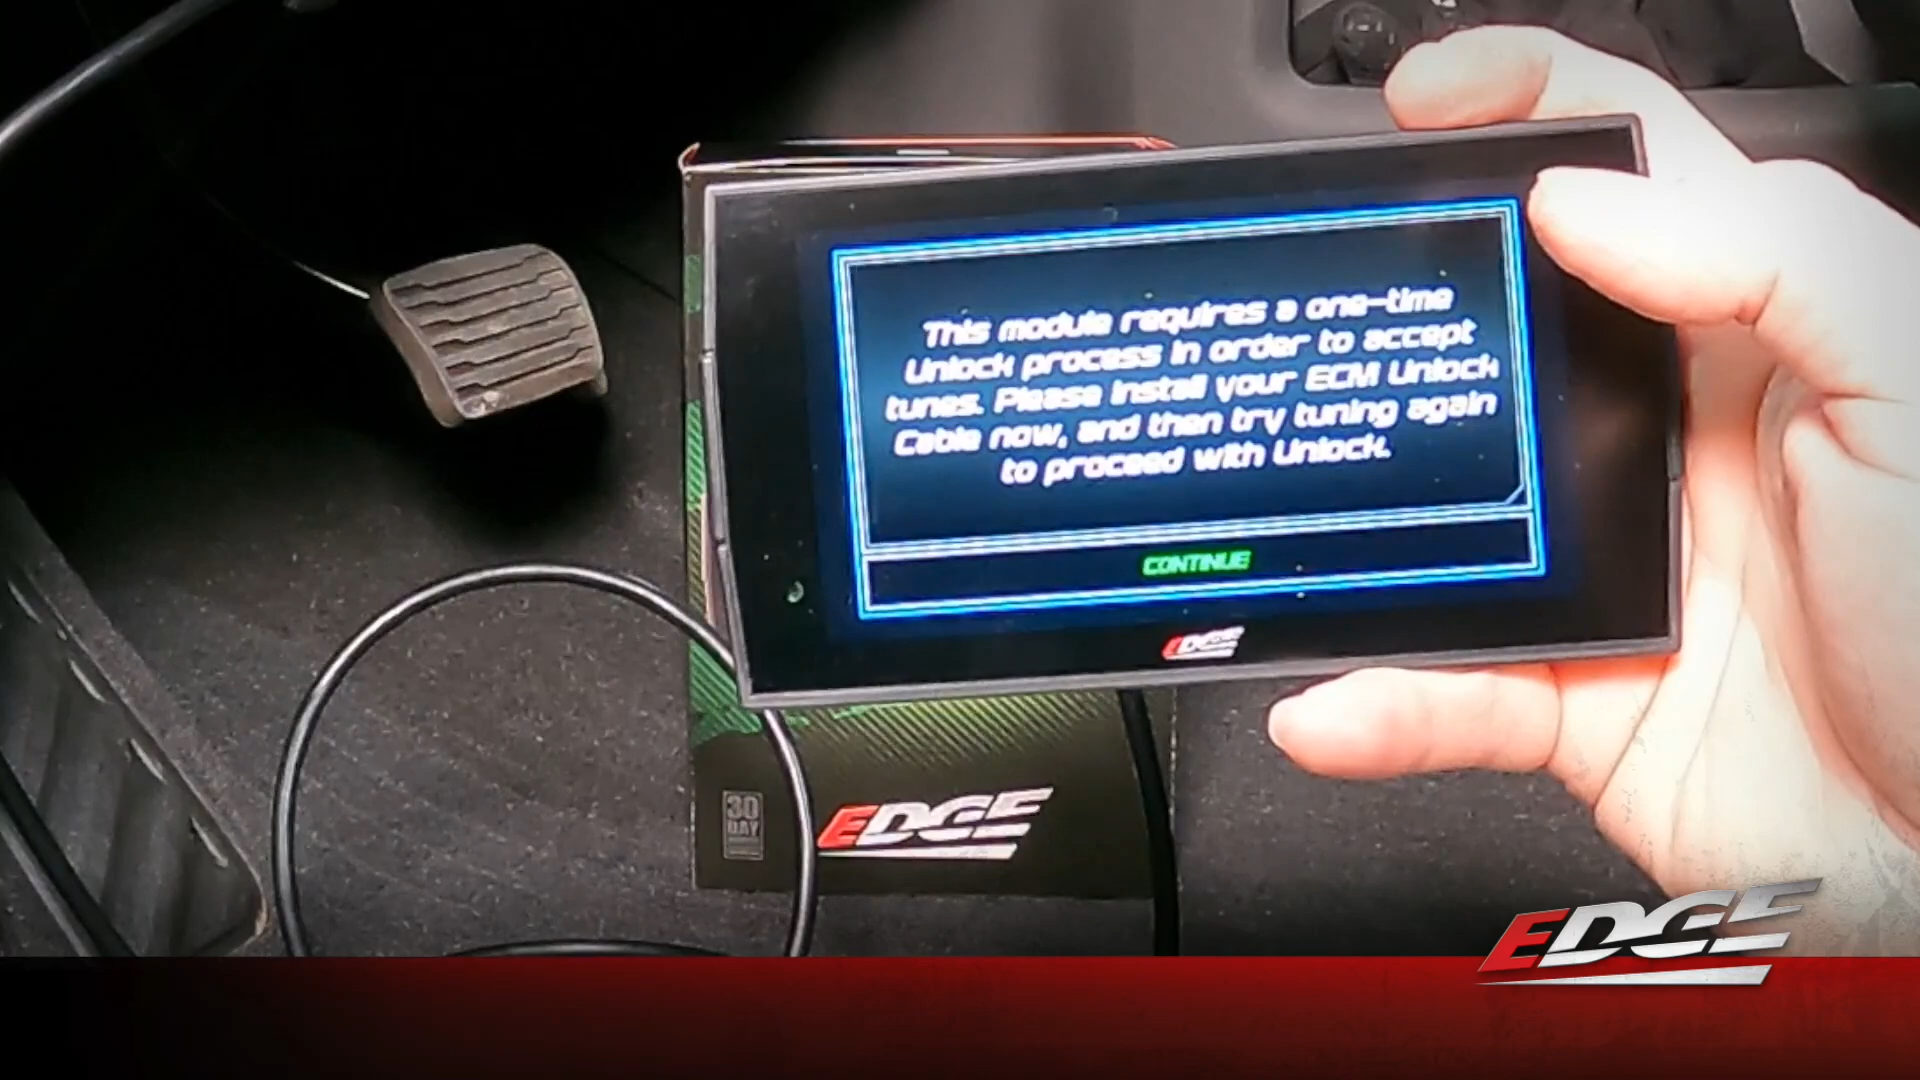 This module requires a one-time
Unlock process in order to accept
tunes. Please install your ECM Unlock
Cable now, and then try tuning again
to proceed with Unlock.
CONTINUE
EDGE
30
DAY
EDGE
EDGE